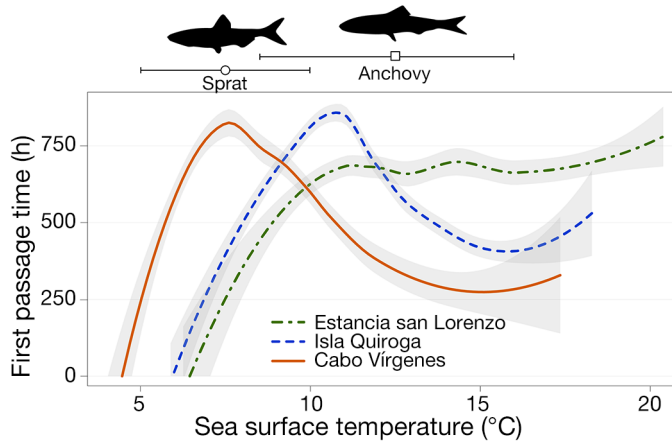 Sprat
Anchovy
First passage time (h)
750
500
250
0
Estancia san Lorenzo
Isla Quiroga
Cabo Vírgenes
5
10
15
20
Sea surface temperature (°C)